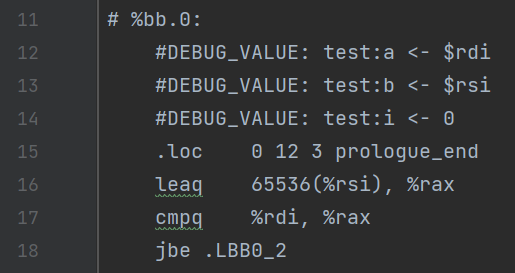 11 # %bb.0:
12 #DEBUG_VALUE: test:a <- $rdi
13 #DEBUG_VALUE: test:b <- $rsi
14 #DEBUG_VALUE: test:i <- 0
15 .loc 0 12 3 prologue_end
16 leaq 65536(%rsi), %rax
17 cmpq %rdi, %rax
18 jbe .LBB0_2